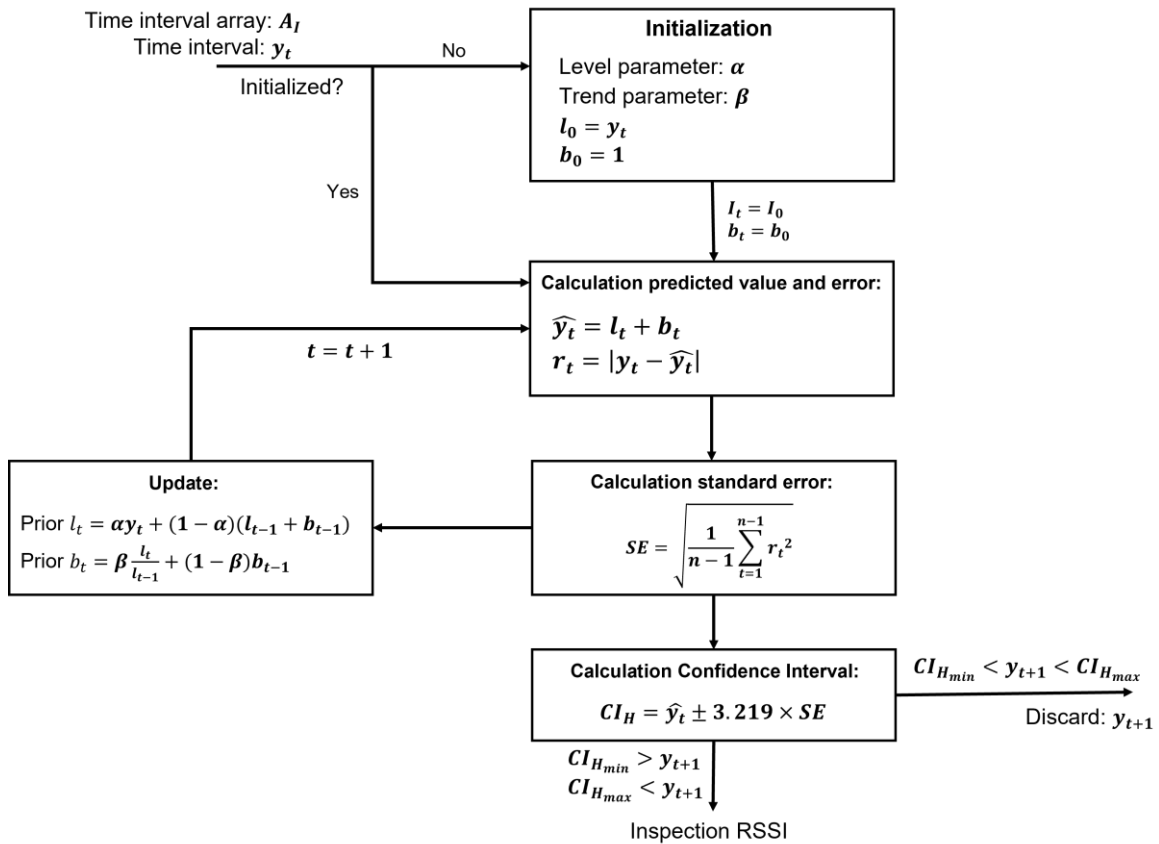 Time interval array: A_I
Time interval: y_t
Initialized?
No
Yes
Initialization
Level parameter: α
Trend parameter: β
l_0 = y_t
b_0 = 1
I_t = I_0
b_t = b_0
Calculation predicted value and error:
ŷ_t = l_t + b_t
r_t = |y_t − ŷ_t|
t = t + 1
Update:
Prior l_t = αy_t + (1 − α)(l_{t−1} + b_{t−1})
Prior b_t = β l_t/l_{t−1} + (1 − β)b_{t−1}
Calculation standard error:
SE = √(1/(n − 1) ∑_{t=1}^{n−1} r_t²)
Calculation Confidence Interval:
CI_H = ŷ_t ± 3.219 × SE
CI_{H_min} < y_{t+1} < CI_{H_max}
Discard: y_{t+1}
CI_{H_min} > y_{t+1}
CI_{H_max} < y_{t+1}
Inspection RSSI